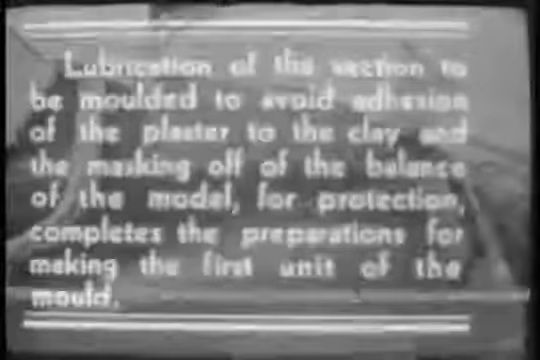 Lubrication of the section to
be moulded to avoid adhesion
of the plaster to the clay and
the masking off of the balance
of the model, for protection,
completes the preparations for
making the first unit of the
mould.